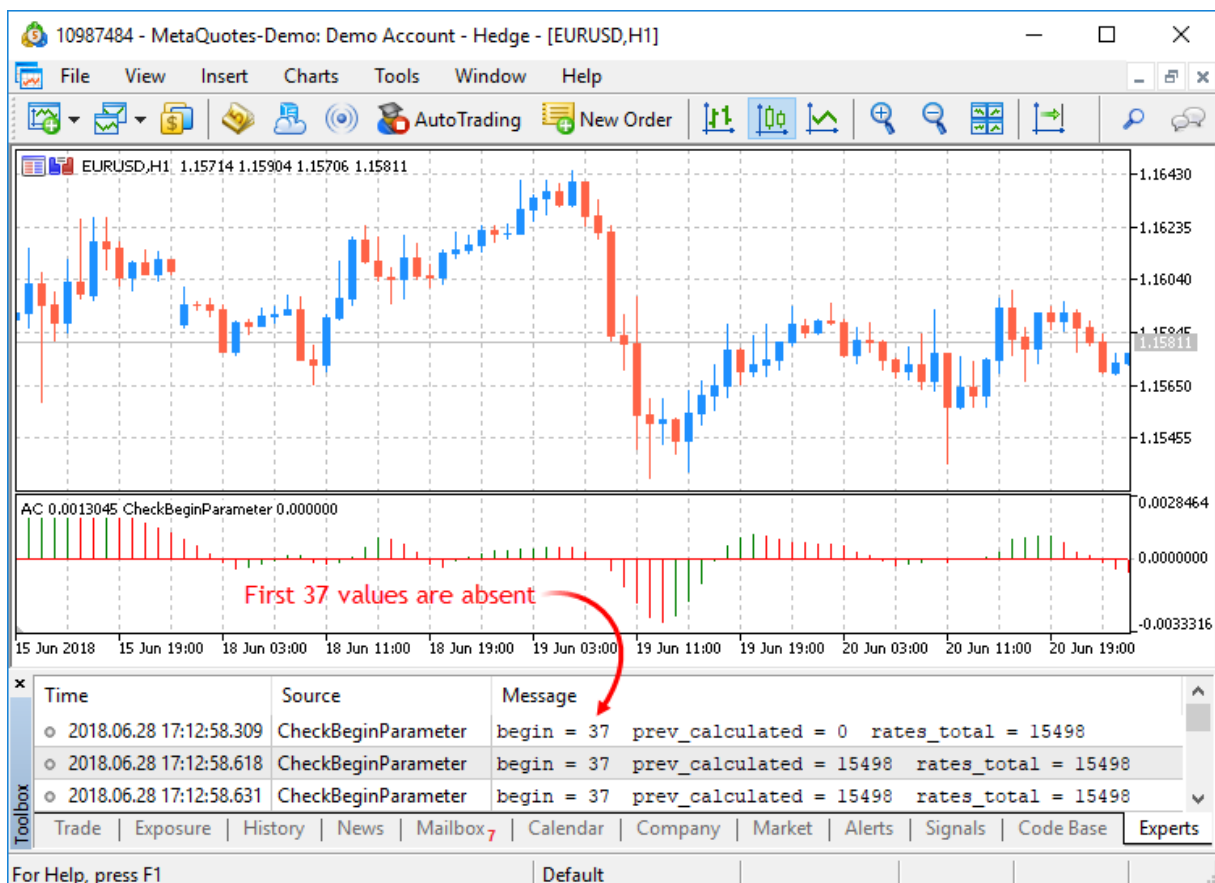 10987484 - MetaQuotes-Demo: Demo Account - Hedge - [EURUSD,H1]
File View Insert Charts Tools Window Help
AutoTrading New Order
EURUSD,H1 1.15714 1.15904 1.15706 1.15811
1.16430
1.16235
1.16040
1.15845
1.15811
1.15650
1.15455
AC 0.0013045 CheckBeginParameter 0.000000
0.0028464
0.0000000
-0.0033316
First 37 values are absent
15 Jun 2018 15 Jun 19:00 18 Jun 03:00 18 Jun 11:00 18 Jun 19:00 19 Jun 03:00 19 Jun 11:00 19 Jun 19:00 20 Jun 03:00 20 Jun 11:00 20 Jun 19:00
Time Source Message
2018.06.28 17:12:58.309 CheckBeginParameter begin = 37 prev_calculated = 0 rates_total = 15498
2018.06.28 17:12:58.618 CheckBeginParameter begin = 37 prev_calculated = 15498 rates_total = 15498
2018.06.28 17:12:58.631 CheckBeginParameter begin = 37 prev_calculated = 15498 rates_total = 15498
Toolbox
Trade | Exposure | History | News | Mailbox 7 | Calendar | Company | Market | Alerts | Signals | Code Base | Experts
For Help, press F1 Default